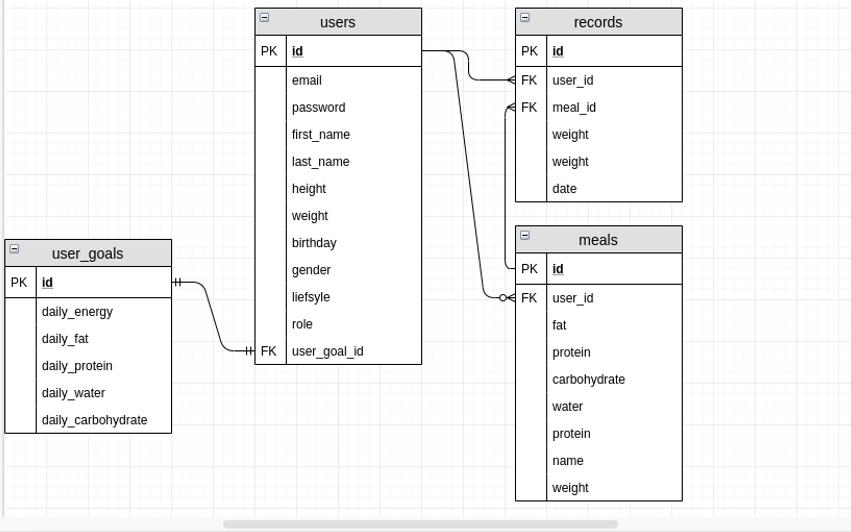 users
PK id
email
password
first_name
last_name
height
weight
birthday
gender
liefsyle
role
FK user_goal_id
records
PK id
FK user_id
FK meal_id
weight
weight
date
user_goals
PK id
daily_energy
daily_fat
daily_protein
daily_water
daily_carbohydrate
meals
PK id
FK user_id
fat
protein
carbohydrate
water
protein
name
weight